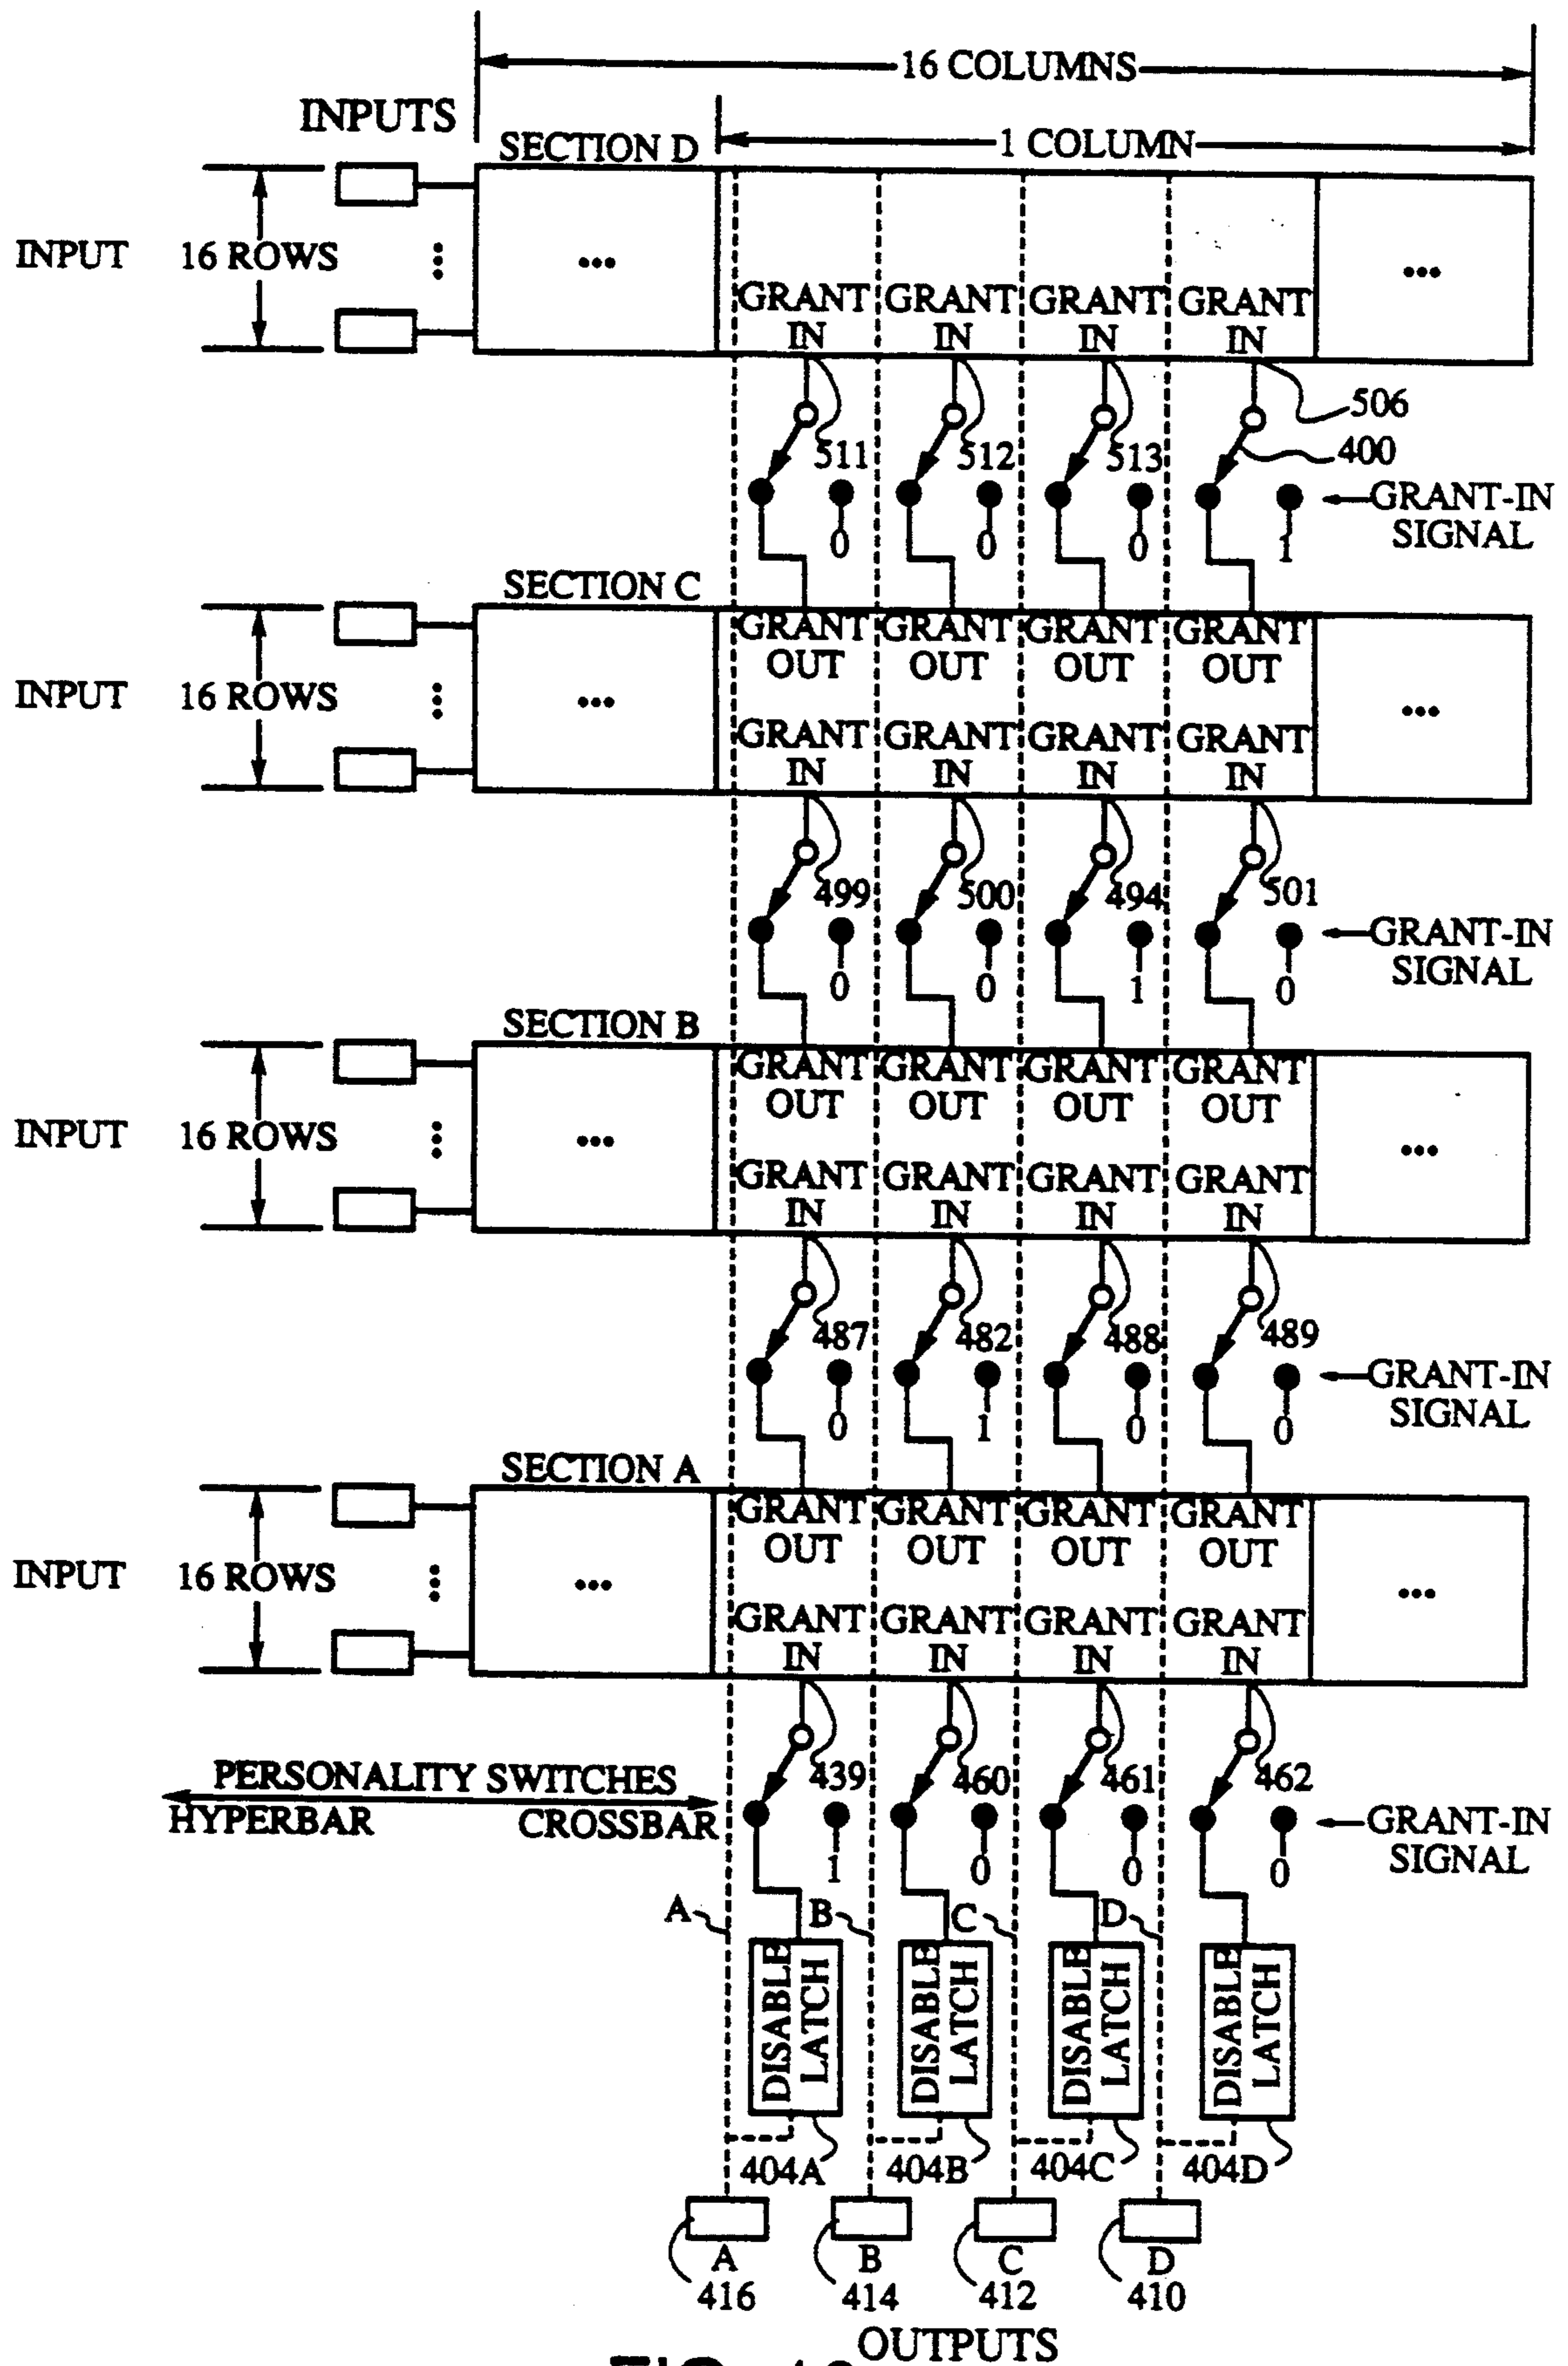 16 COLUMNS
INPUTS
1 COLUMN
SECTION D
INPUT 16 ROWS
GRANT IN GRANT IN GRANT IN GRANT IN
506
511 512 513 400
GRANT-IN SIGNAL
0 0 0 1
SECTION C
GRANT OUT GRANT OUT GRANT OUT GRANT OUT
INPUT 16 ROWS
GRANT IN GRANT IN GRANT IN GRANT IN
499 500 494 501
GRANT-IN SIGNAL
0 0 1 0
SECTION B
GRANT OUT GRANT OUT GRANT OUT GRANT OUT
INPUT 16 ROWS
GRANT IN GRANT IN GRANT IN GRANT IN
487 482 488 489
GRANT-IN SIGNAL
0 1 0 0
SECTION A
GRANT OUT GRANT OUT GRANT OUT GRANT OUT
INPUT 16 ROWS
GRANT IN GRANT IN GRANT IN GRANT IN
PERSONALITY SWITCHES
439 460 461 462
HYPERBAR CROSSBAR
GRANT-IN SIGNAL
1 0 0 0
A B C D
DISABLE LATCH DISABLE LATCH DISABLE LATCH DISABLE LATCH
404A 404B 404C 404D
A B C D
416 414 412 410
OUTPUTS